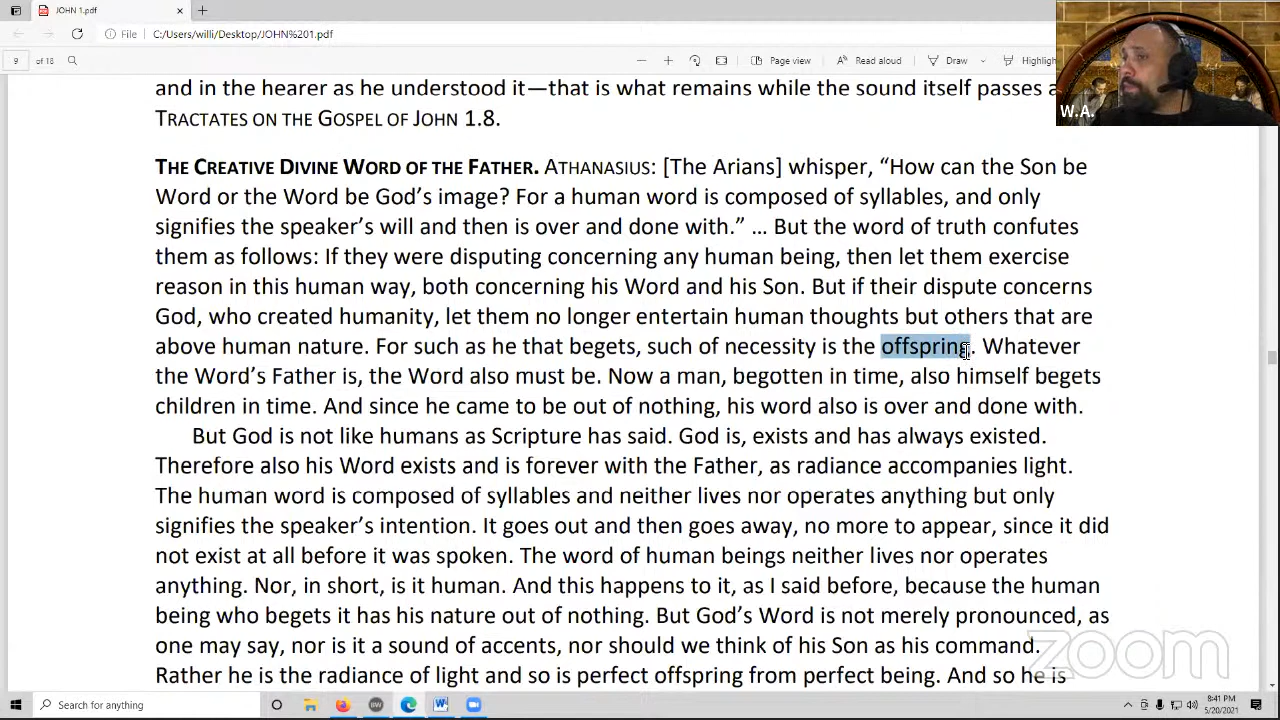 JOHN 1.pdf
File
C:/Users/willi/Desktop/JOHN%201.pdf
9 of 18
Page view
Read aloud
Draw
Highlight
W.A.
and in the hearer as he understood it—that is what remains while the sound itself passes a
TRACTATES ON THE GOSPEL OF JOHN 1.8.
THE CREATIVE DIVINE WORD OF THE FATHER. ATHANASIUS: [The Arians] whisper, “How can the Son be
Word or the Word be God’s image? For a human word is composed of syllables, and only
signifies the speaker’s will and then is over and done with.” … But the word of truth confutes
them as follows: If they were disputing concerning any human being, then let them exercise
reason in this human way, both concerning his Word and his Son. But if their dispute concerns
God, who created humanity, let them no longer entertain human thoughts but others that are
above human nature. For such as he that begets, such of necessity is the offspring. Whatever
the Word’s Father is, the Word also must be. Now a man, begotten in time, also himself begets
children in time. And since he came to be out of nothing, his word also is over and done with.
But God is not like humans as Scripture has said. God is, exists and has always existed.
Therefore also his Word exists and is forever with the Father, as radiance accompanies light.
The human word is composed of syllables and neither lives nor operates anything but only
signifies the speaker’s intention. It goes out and then goes away, no more to appear, since it did
not exist at all before it was spoken. The word of human beings neither lives nor operates
anything. Nor, in short, is it human. And this happens to it, as I said before, because the human
being who begets it has his nature out of nothing. But God’s Word is not merely pronounced, as
one may say, nor is it a sound of accents, nor should we think of his Son as his command.
Rather he is the radiance of light and so is perfect offspring from perfect being. And so he is
zoom
Search for anything
8:41 PM
5/20/2021